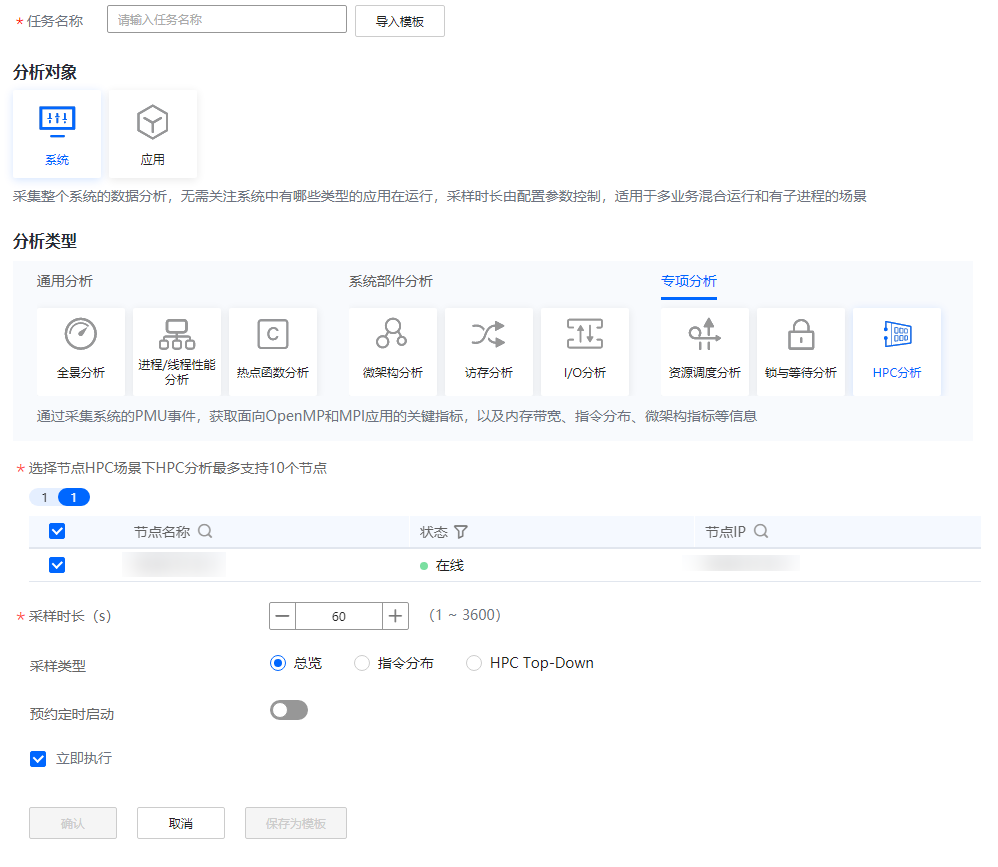 * 任务名称 请输入任务名称 导入模板
分析对象
系统 应用
采集整个系统的数据分析，无需关注系统中有哪些类型的应用在运行，采样时长由配置参数控制，适用于多业务混合运行和有子进程的场景
分析类型
通用分析 系统部件分析 专项分析
全景分析 进程/线程性能分析 热点函数分析 微架构分析 访存分析 I/O分析 资源调度分析 锁与等待分析 HPC分析
通过采集系统的PMU事件，获取面向OpenMP和MPI应用的关键指标，以及内存带宽、指令分布、微架构指标等信息
* 选择节点HPC场景下HPC分析最多支持10个节点
1 1
节点名称 状态 节点IP
在线
* 采样时长（s） 60 （1 ~ 3600）
采样类型 总览 指令分布 HPC Top-Down
预约定时启动
立即执行
确认 取消 保存为模板